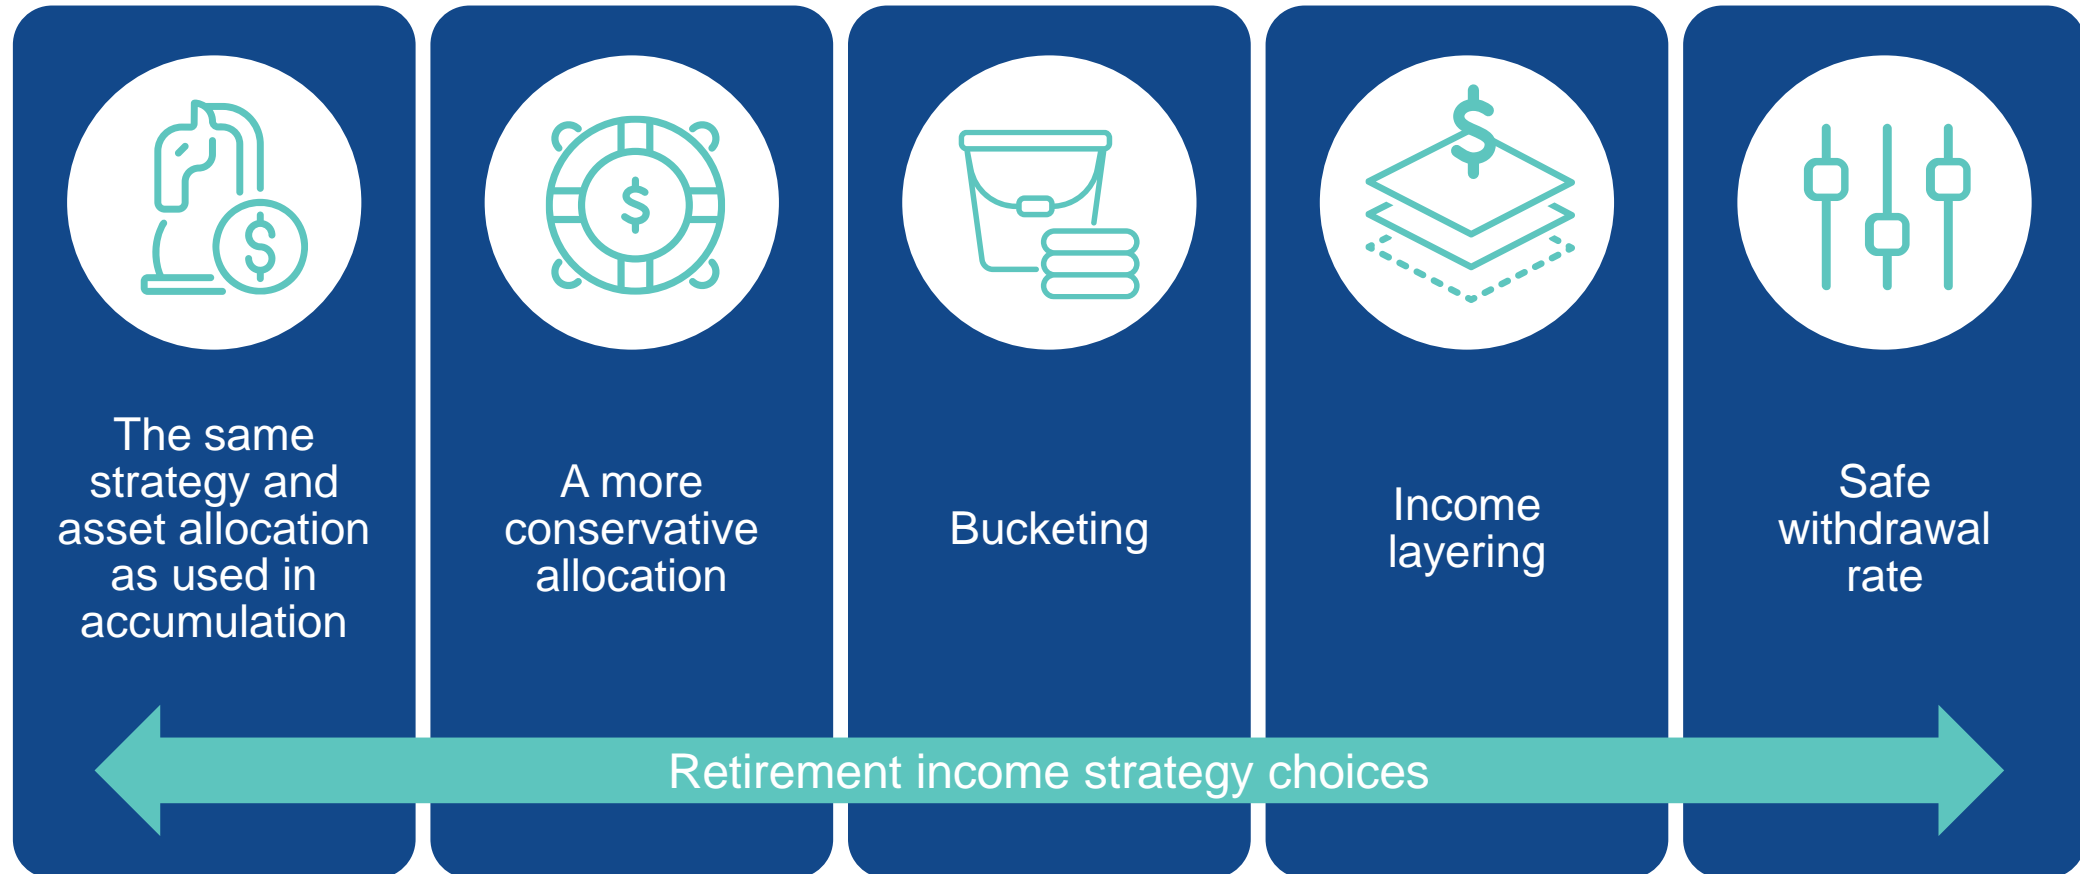 $
$
$
The same
strategy and
asset allocation
as used in
accumulation
A more
conservative
allocation
Bucketing
Income
layering
Safe
withdrawal
rate
Retirement income strategy choices